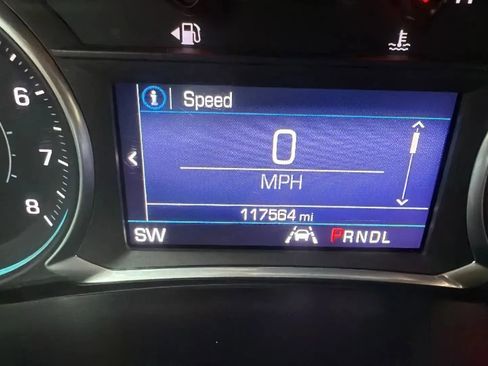 6
7
8
i Speed
0
MPH
117564 mi
SW PRNDL